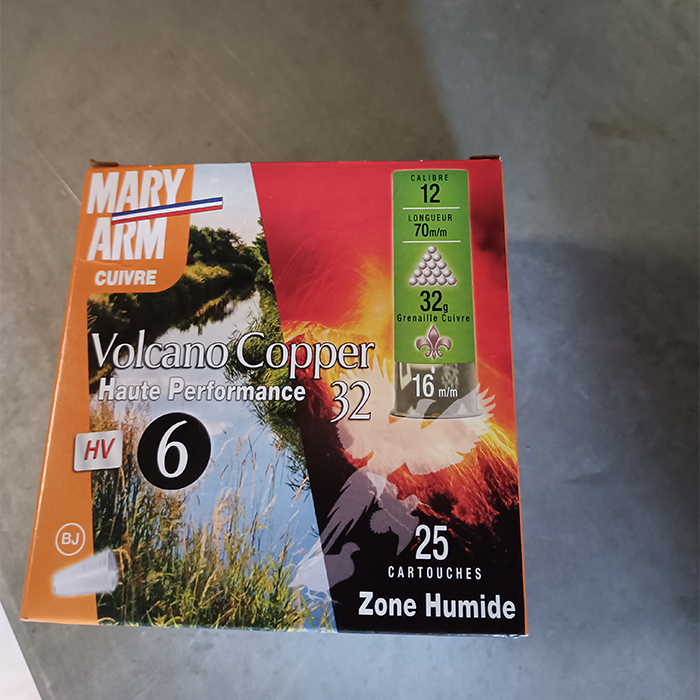 MARY
ARM
CUIVRE
CALIBRE
12
LONGUEUR
70m/m
32g
Grenaille Cuivre
16 m/m
Volcano Copper
Haute Performance 32
HV
6
BJ
25
CARTOUCHES
Zone Humide